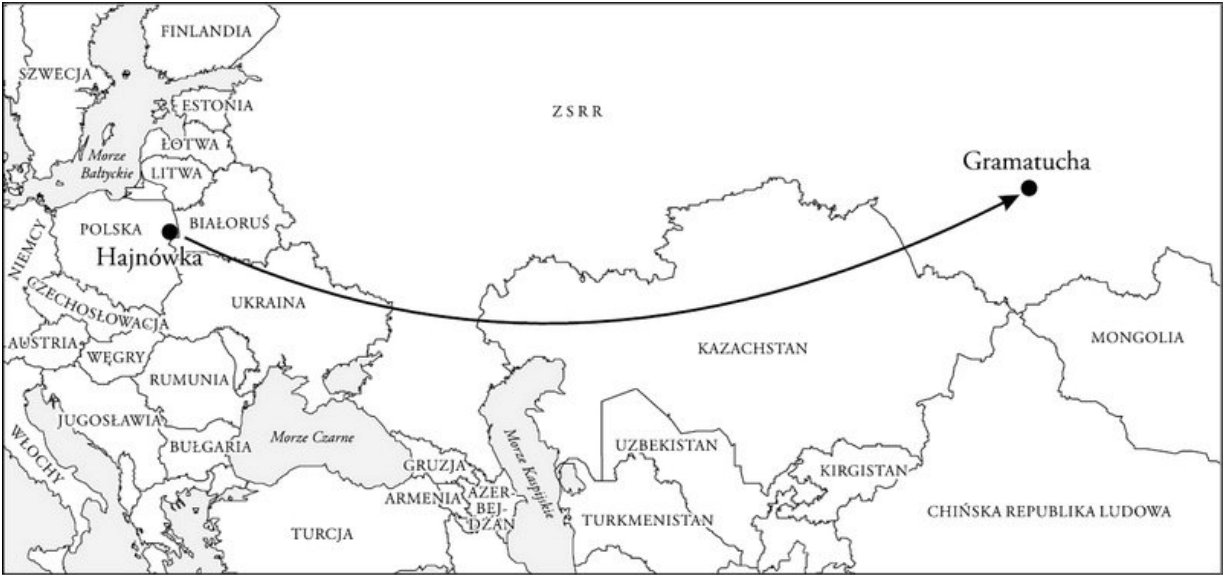 FINLANDIA
SZWECJA
ESTONIA
ZSRR
ŁOTWA
Morze
Bałtyckie
LITWA
Gramatucha
POLSKA
BIAŁORUŚ
NIEMCY
Hajnówka
CZECHOSŁOWACJA
UKRAINA
AUSTRIA
WĘGRY
KAZACHSTAN
MONGOLIA
RUMUNIA
JUGOSŁAWIA
WŁOCHY
BUŁGARIA
Morze Czarne
Morze Kaspijskie
UZBEKISTAN
GRUZJA
KIRGISTAN
ARMENIA
AZER-
BEJ-
DŻAN
TURKMENISTAN
CHIŃSKA REPUBLIKA LUDOWA
TURCJA